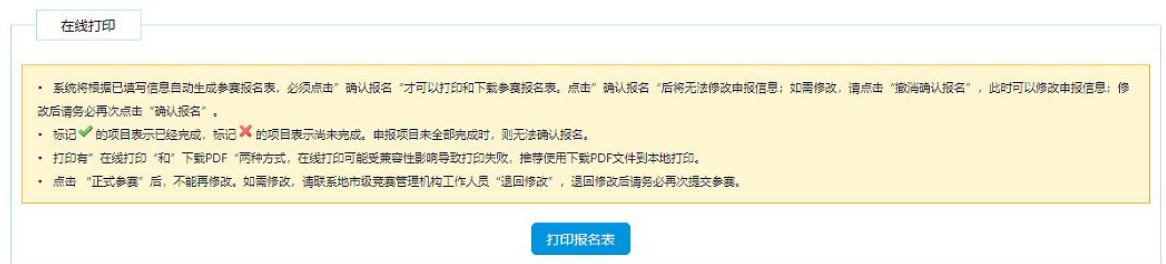 在线打印
• 系统将根据已填写信息自动生成参赛报名表，必须点击”确认报名“才可以打印和下载参赛报名表。点击”确认报名“后将无法修改申报信息；如需修改，请点击“撤消确认报名”，此时可以修改申报信息；修
改后请务必再次点击“确认报名”。
• 标记的项目表示已经完成，标记的项目表示尚未完成。申报项目未全部完成时，则无法确认报名。
• 打印有”在线打印“和”下载PDF“两种方式，在线打印可能受兼容性影响导致打印失败，推荐使用下载PDF文件到本地打印。
• 点击 “正式参赛”后，不能再修改。如需修改，请联系地市级竞赛管理机构工作人员“退回修改”，退回修改后请务必再次提交参赛。
打印报名表